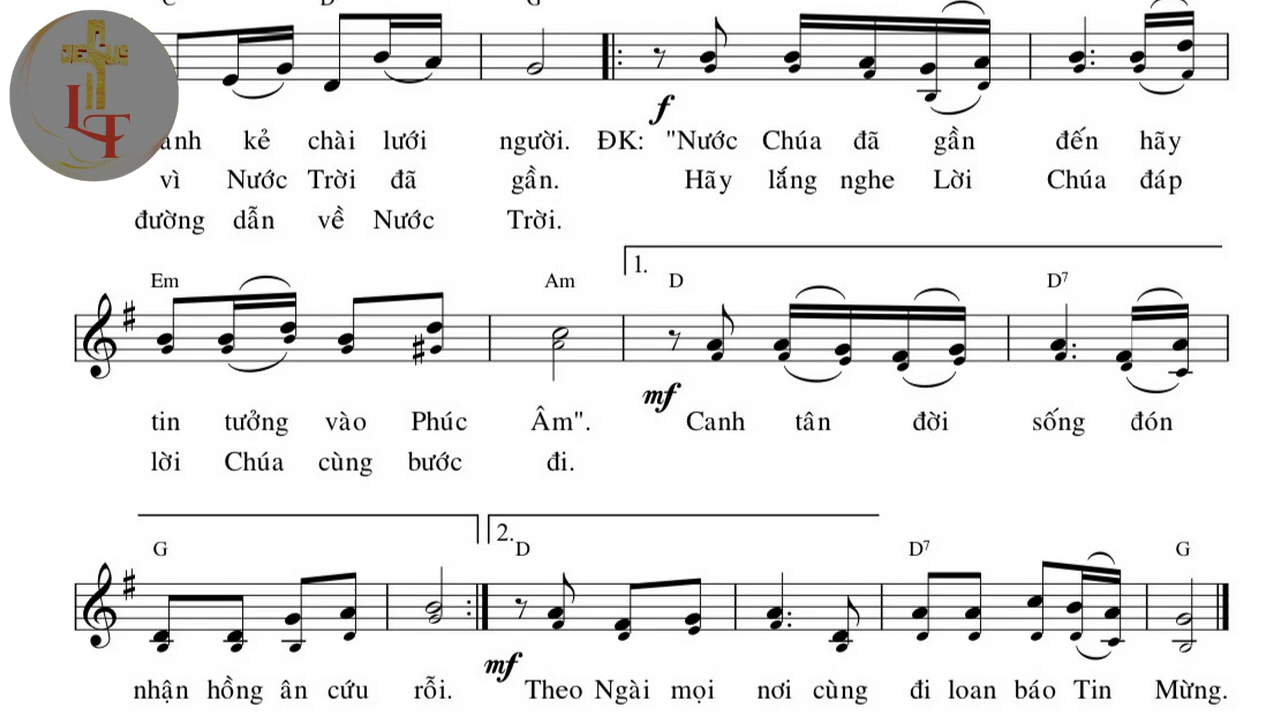 kẻ chài lưới người. ĐK: "Nước Chúa đã gần đến hãy
vì Nước Trời đã gần. Hãy lắng nghe Lời Chúa đáp
đường dẫn về Nước Trời.
1.
Em Am D D7
mf
tin tưởng vào Phúc Âm". Canh tân đời sống đón
lời Chúa cùng bước đi.
2.
G D D7 G
mf
nhận hồng ân cứu rỗi. Theo Ngài mọi nơi cùng đi loan báo Tin Mừng.